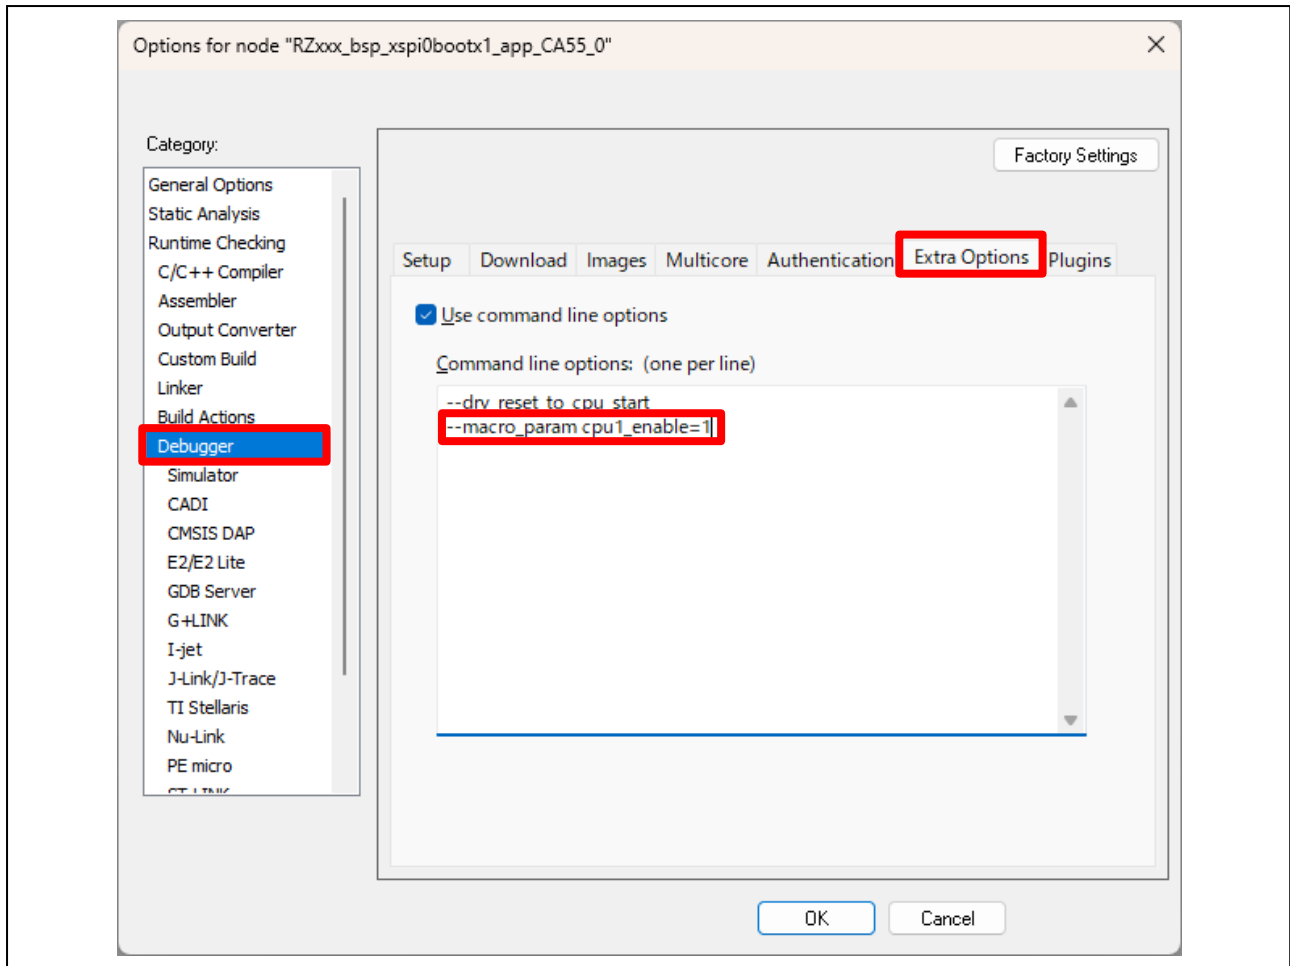 Options for node "RZxxx_bsp_xspi0bootx1_app_CA55_0"
Category:
Factory Settings
General Options
Static Analysis
Runtime Checking
C/C++ Compiler
Assembler
Output Converter
Custom Build
Linker
Build Actions
Debugger
Simulator
CADI
CMSIS DAP
E2/E2 Lite
GDB Server
G+LINK
I-jet
J-Link/J-Trace
TI Stellaris
Nu-Link
PE micro
ST-LINK
Setup Download Images Multicore Authentication Extra Options Plugins
Use command line options
Command line options: (one per line)
--drv_reset_to_cpu_start
--macro_param cpu1_enable=1
OK Cancel